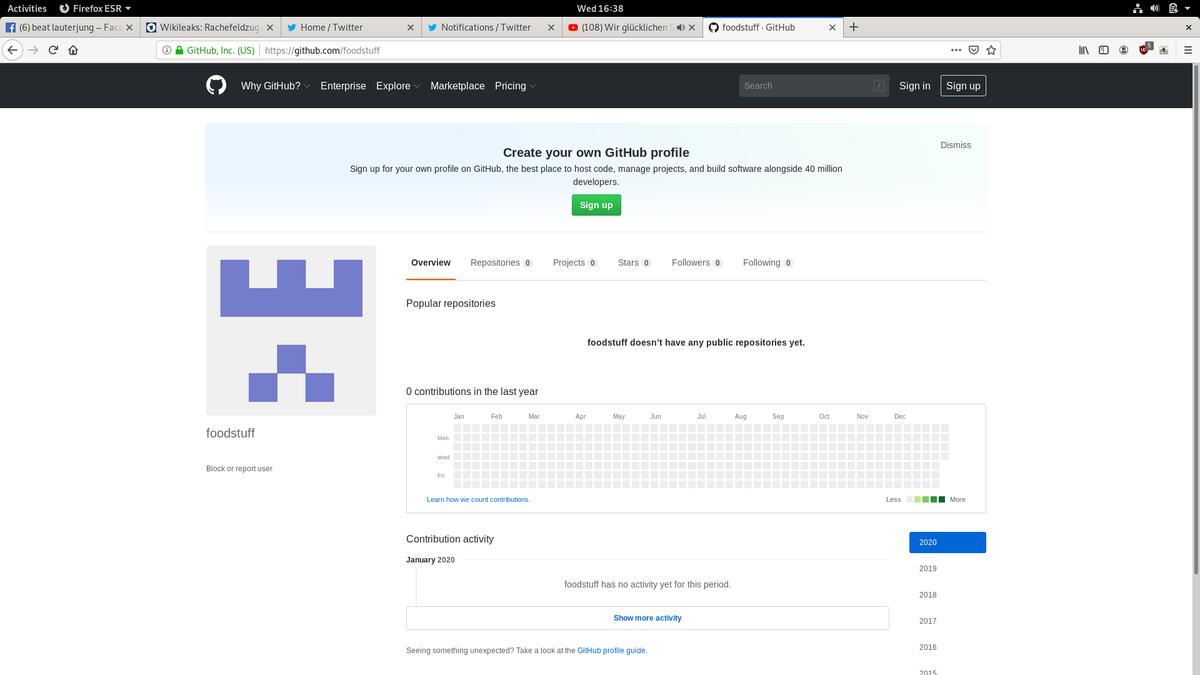 Activities Firefox ESR Wed 16:38
(6) beat lauterjung – Face Wikileaks: Rachefeldzug Home / Twitter Notifications / Twitter (108) Wir glücklichen foodstuff · GitHub
GitHub, Inc. (US) https://github.com/foodstuff 5
Why GitHub? Enterprise Explore Marketplace Pricing Search / Sign in Sign up
Dismiss
Create your own GitHub profile
Sign up for your own profile on GitHub, the best place to host code, manage projects, and build software alongside 40 million
developers.
Sign up
Overview Repositories 0 Projects 0 Stars 0 Followers 0 Following 0
Popular repositories
foodstuff doesn’t have any public repositories yet.
0 contributions in the last year
Jan Feb Mar Apr May Jun Jul Aug Sep Oct Nov Dec
Mon
Wed
Fri
Learn how we count contributions. Less More
foodstuff
Block or report user
Contribution activity
January 2020
foodstuff has no activity yet for this period.
Show more activity
Seeing something unexpected? Take a look at the GitHub profile guide.
2020
2019
2018
2017
2016
2015